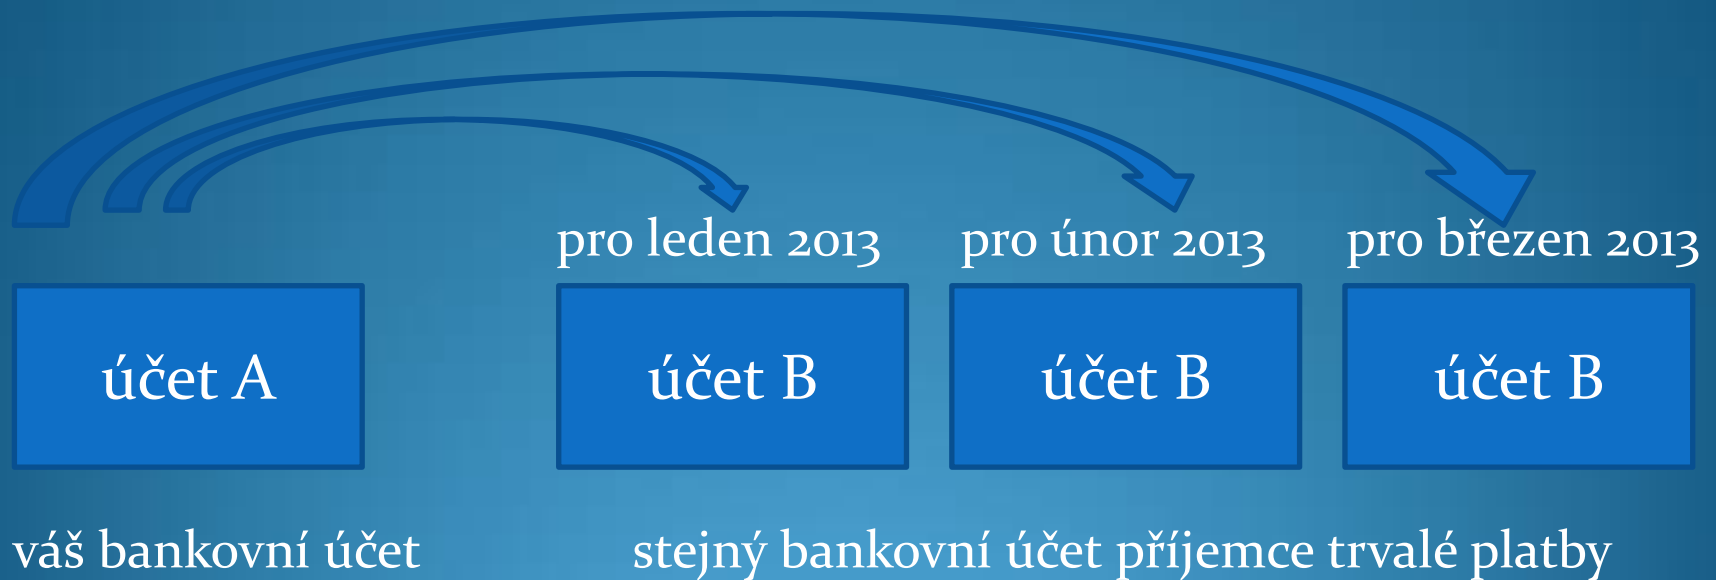 pro leden 2013 pro únor 2013 pro březen 2013
účet A účet B účet B účet B
váš bankovní účet stejný bankovní účet příjemce trvalé platby